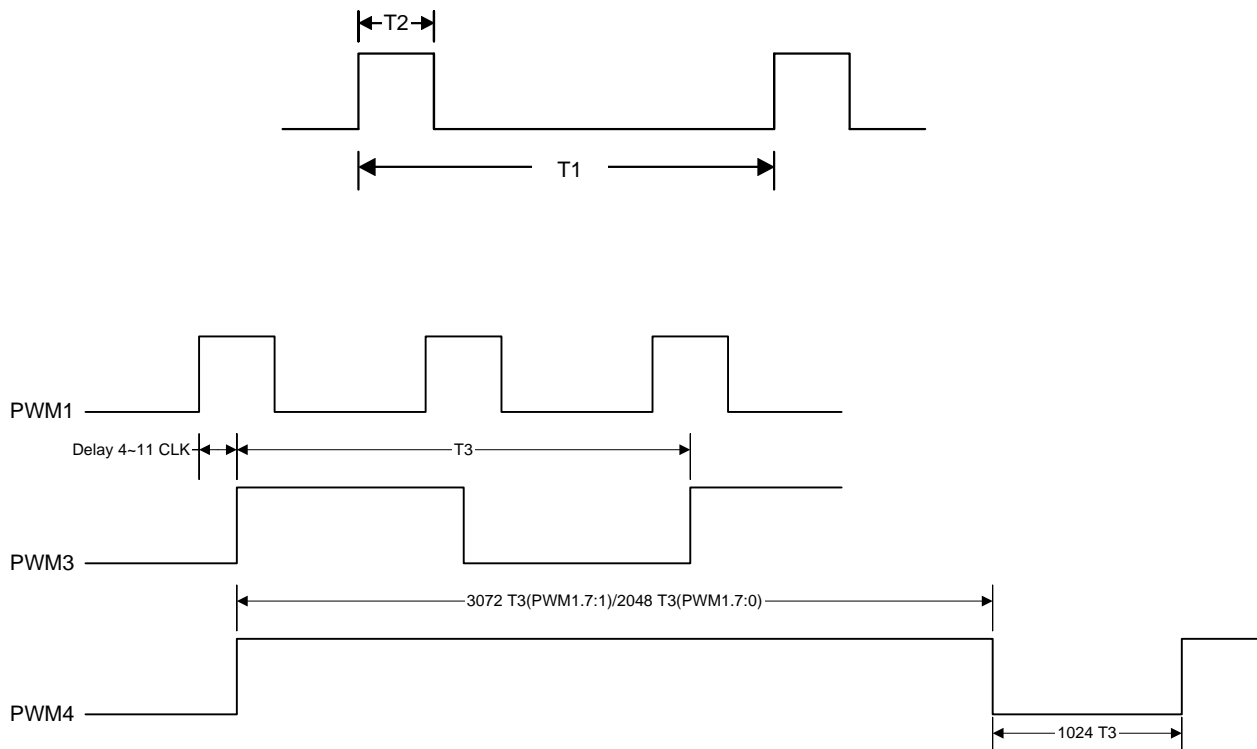 T2
T1
PWM1
Delay 4~11 CLK
T3
PWM3
3072 T3(PWM1.7:1)/2048 T3(PWM1.7:0)
PWM4
1024 T3